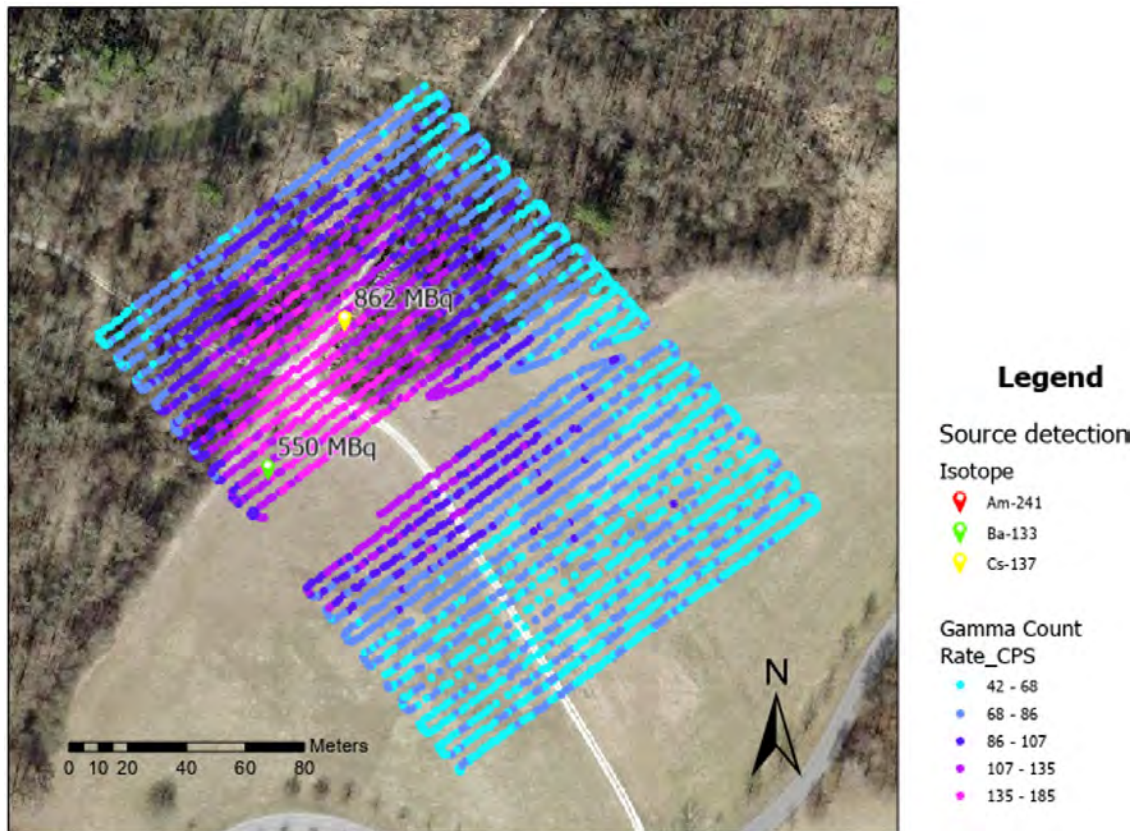 862 MBq
550 MBq
N
Meters
0 10 20 40 60 80
Legend
Source detection
Isotope
Am-241
Ba-133
Cs-137
Gamma Count
Rate_CPS
42 - 68
68 - 86
86 - 107
107 - 135
135 - 185